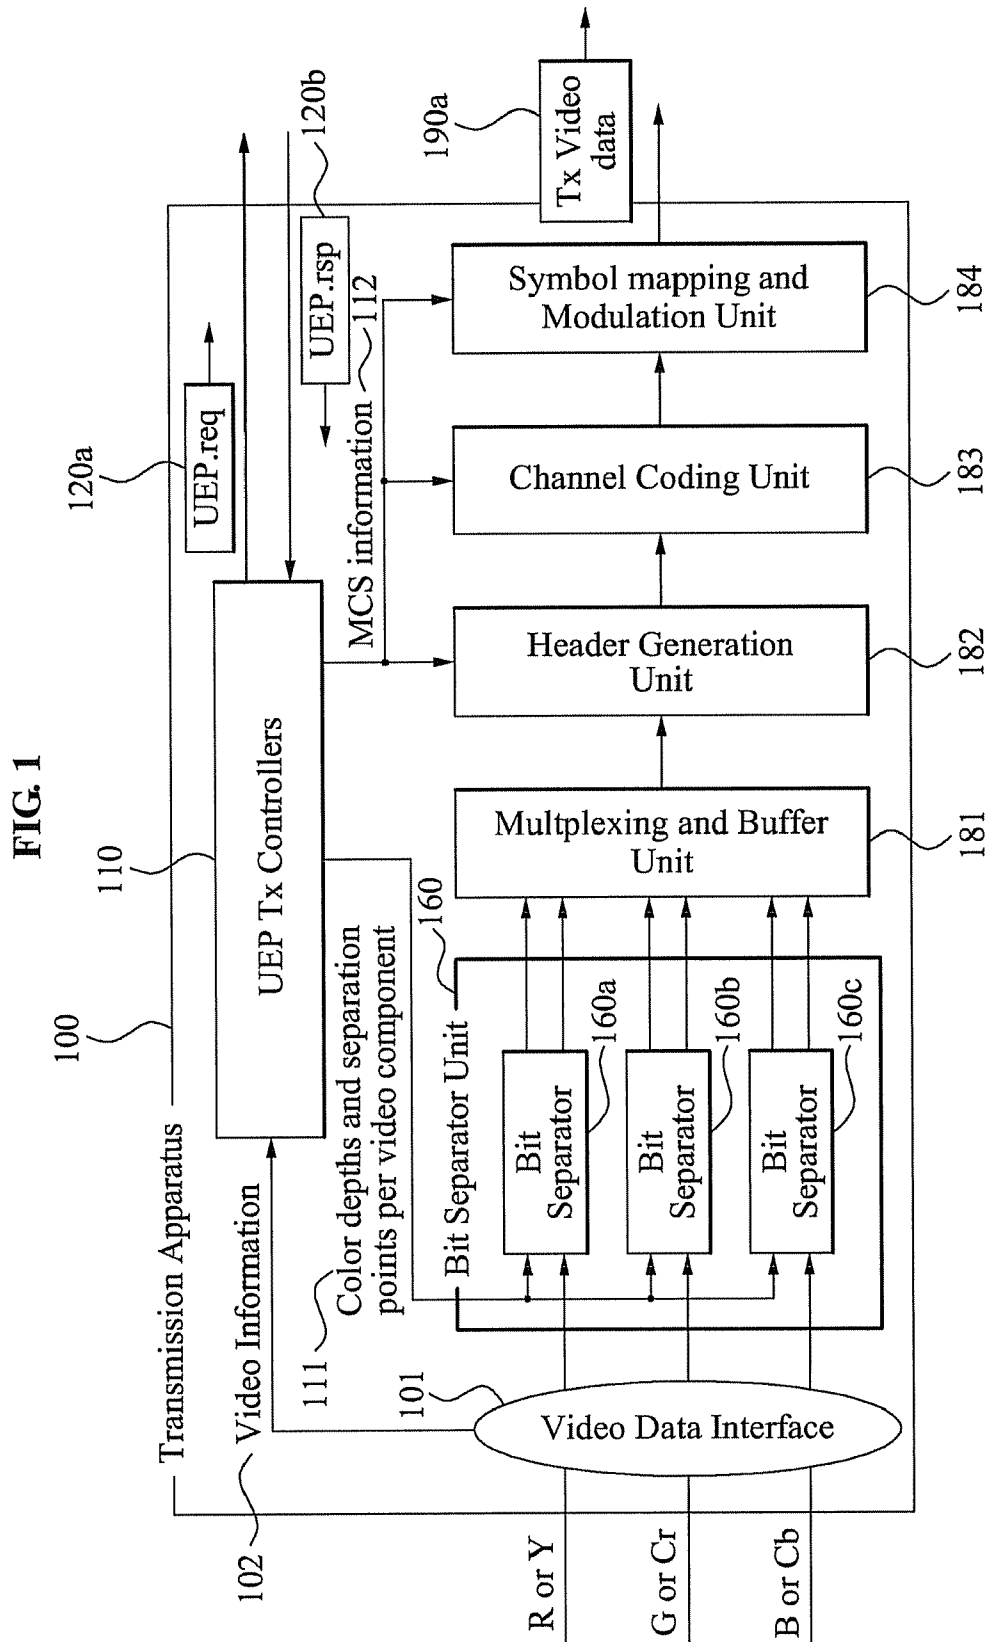 FIG. 1
Transmission Apparatus
100
102
Video Information
110
UEP Tx Controllers
120a
UEP.req
120b
UEP.rsp
111
Color depths and separation
points per video component
MCS information
112
190a
Tx Video
data
101
Video Data Interface
R or Y
G or Cr
B or Cb
Bit Separator Unit
160
Bit
Separator
160a
Bit
Separator
160b
Bit
Separator
160c
Multplexing and Buffer
Unit
181
Header Generation
Unit
182
Channel Coding Unit
183
Symbol mapping and
Modulation Unit
184